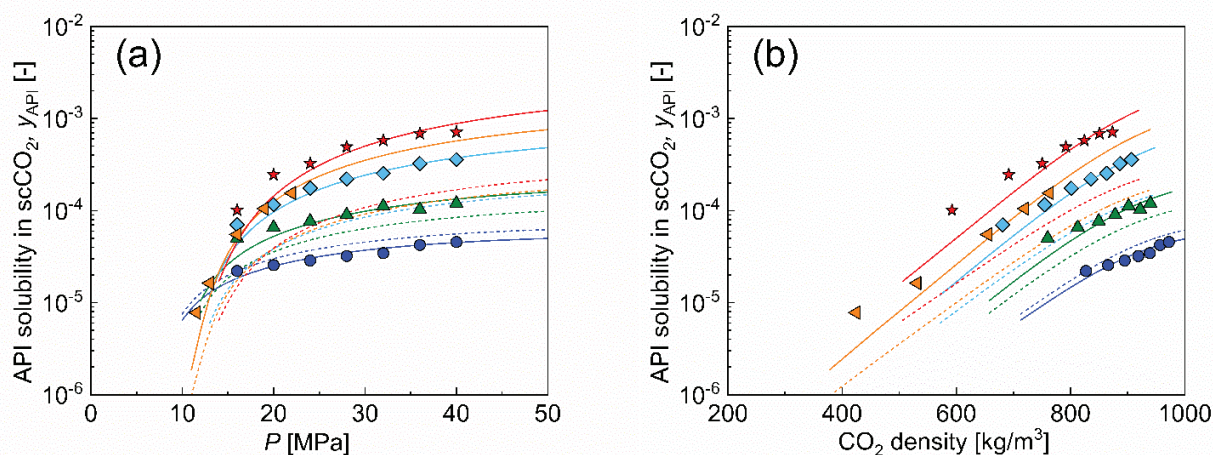 (a)
API solubility in scCO₂, y_API [-]
10⁻²
10⁻³
10⁻⁴
10⁻⁵
10⁻⁶
0 10 20 30 40 50
P [MPa]
(b)
API solubility in scCO₂, y_API [-]
10⁻²
10⁻³
10⁻⁴
10⁻⁵
10⁻⁶
200 400 600 800 1000
CO₂ density [kg/m³]